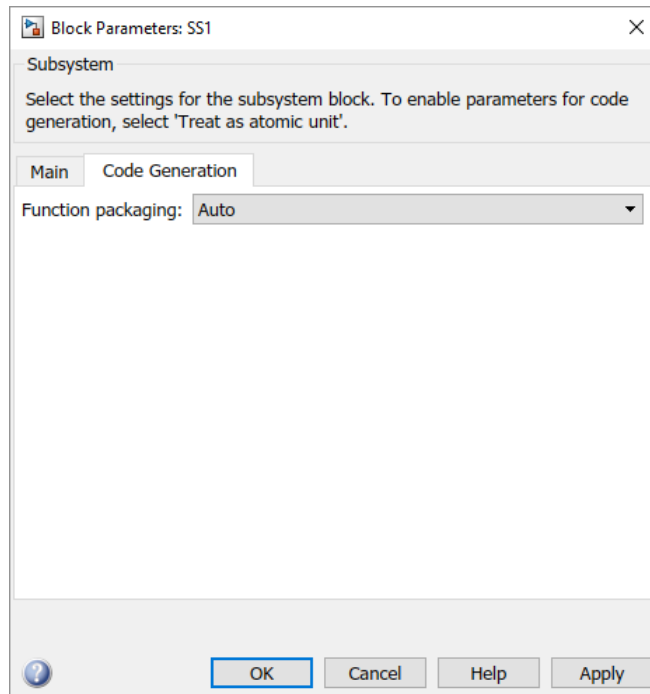 Block Parameters: SS1
Subsystem
Select the settings for the subsystem block. To enable parameters for code
generation, select 'Treat as atomic unit'.
Main Code Generation
Function packaging: Auto
OK Cancel Help Apply